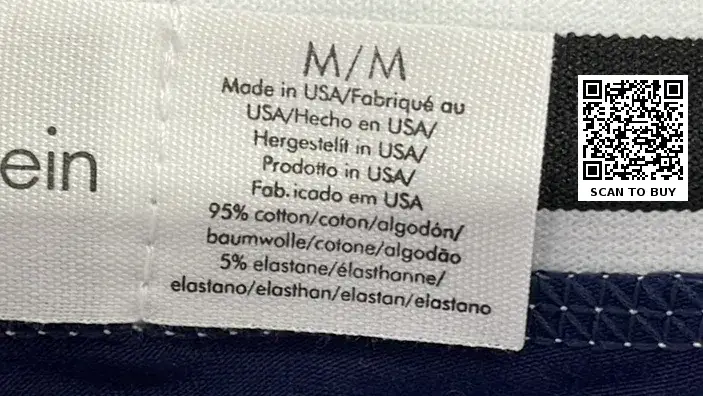 ein
M/M
Made in USA/Fabriqué au
USA/Hecho en USA/
Hergestellt in USA/
Prodotto in USA/
Fab.icado em USA
95% cotton/coton/algodón/
baumwolle/cotone/algodão
5% elastane/élasthanne/
elastano/elasthan/elastan/elastano
SCAN TO BUY